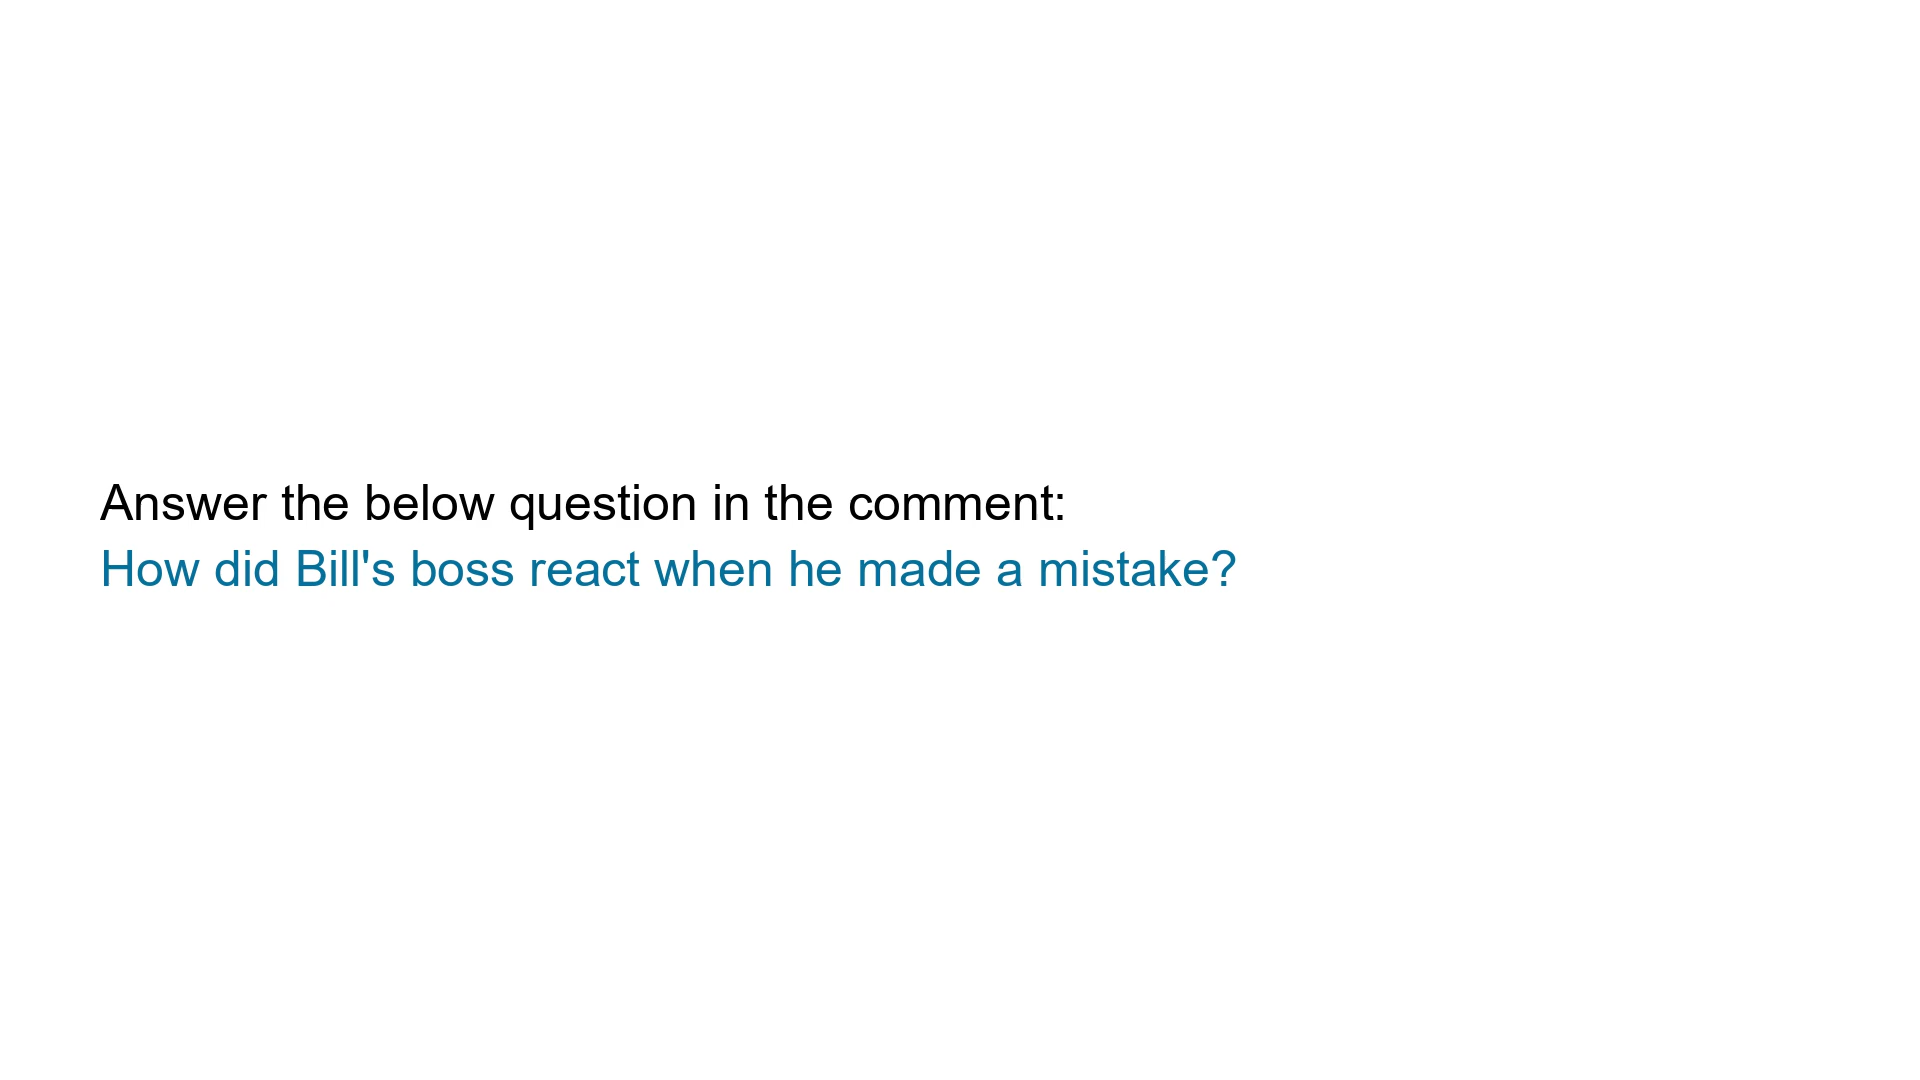 Answer the below question in the comment:
How did Bill's boss react when he made a mistake?